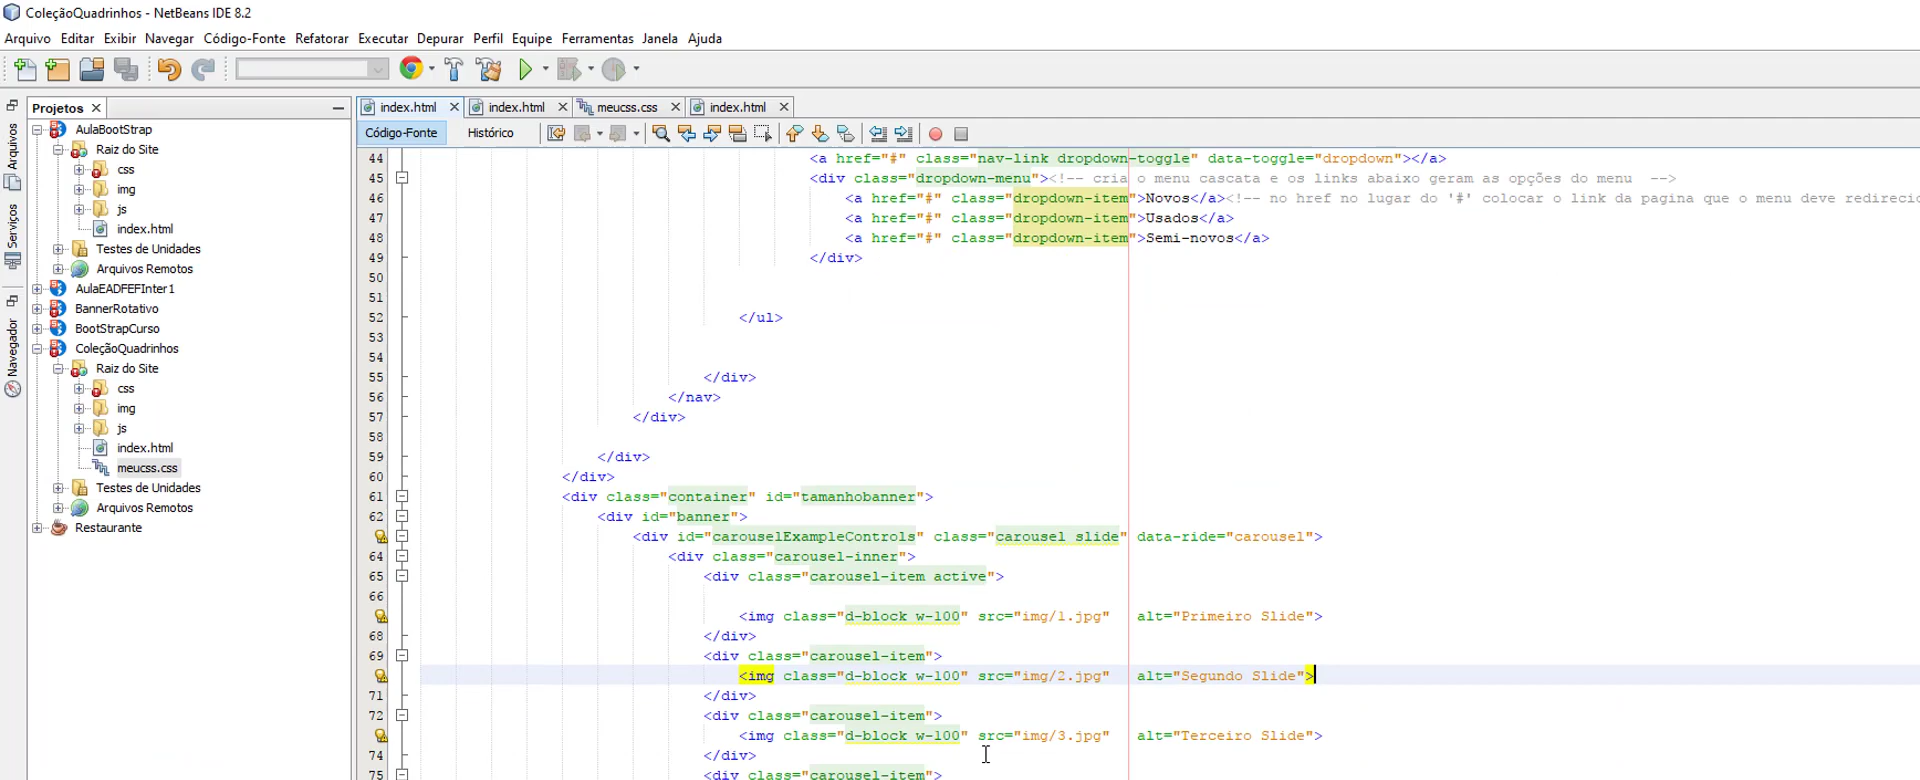 ColeçãoQuadrinhos - NetBeans IDE 8.2
Arquivo Editar Exibir Navegar Código-Fonte Refatorar Executar Depurar Perfil Equipe Ferramentas Janela Ajuda
Projetos
index.html index.html meucss.css index.html
Código-Fonte Histórico
Arquivos
Serviços
Navegador
AulaBootStrap
Raiz do Site
css
img
js
index.html
Testes de Unidades
Arquivos Remotos
AulaEADFEFInter1
BannerRotativo
BootStrapCurso
ColeçãoQuadrinhos
Raiz do Site
css
img
js
index.html
meucss.css
Testes de Unidades
Arquivos Remotos
Restaurante
44 <a href="#" class="nav-link dropdown-toggle" data-toggle="dropdown"></a>
45 <div class="dropdown-menu"><!-- cria o menu cascata e os links abaixo geram as opções do menu -->
46 <a href="#" class="dropdown-item">Novos</a><!-- no href no lugar do '#' colocar o link da pagina que o menu deve redirecio
47 <a href="#" class="dropdown-item">Usados</a>
48 <a href="#" class="dropdown-item">Semi-novos</a>
49 </div>
50
51
52 </ul>
53
54
55 </div>
56 </nav>
57 </div>
58
59 </div>
60 </div>
61 <div class="container" id="tamanhobanner">
62 <div id="banner">
<div id="carouselExampleControls" class="carousel slide" data-ride="carousel">
64 <div class="carousel-inner">
65 <div class="carousel-item active">
66
<img class="d-block w-100" src="img/1.jpg" alt="Primeiro Slide">
68 </div>
69 <div class="carousel-item">
<img class="d-block w-100" src="img/2.jpg" alt="Segundo Slide">
71 </div>
72 <div class="carousel-item">
<img class="d-block w-100" src="img/3.jpg" alt="Terceiro Slide">
74 </div>
75 <div class="carousel-item">